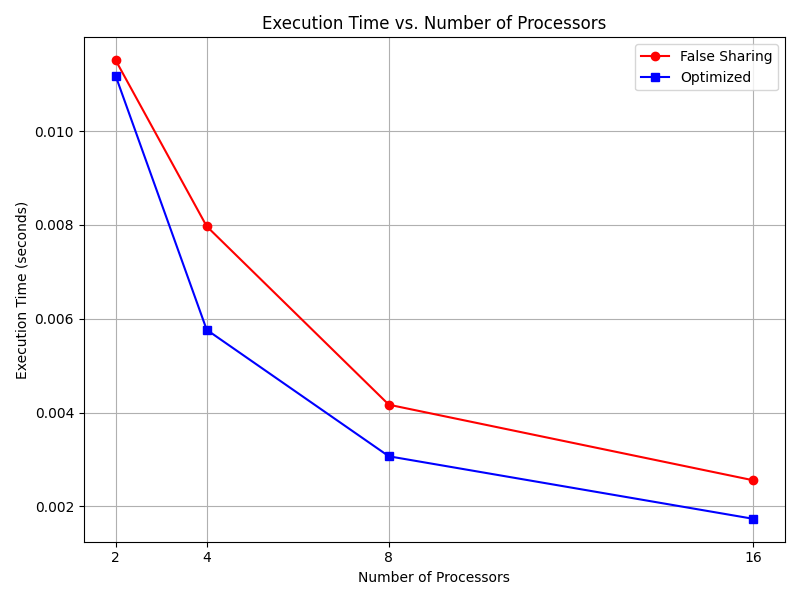 Execution Time vs. Number of Processors
False Sharing
Optimized
0.010
0.008
0.006
0.004
0.002
Execution Time (seconds)
2 4 8 16
Number of Processors